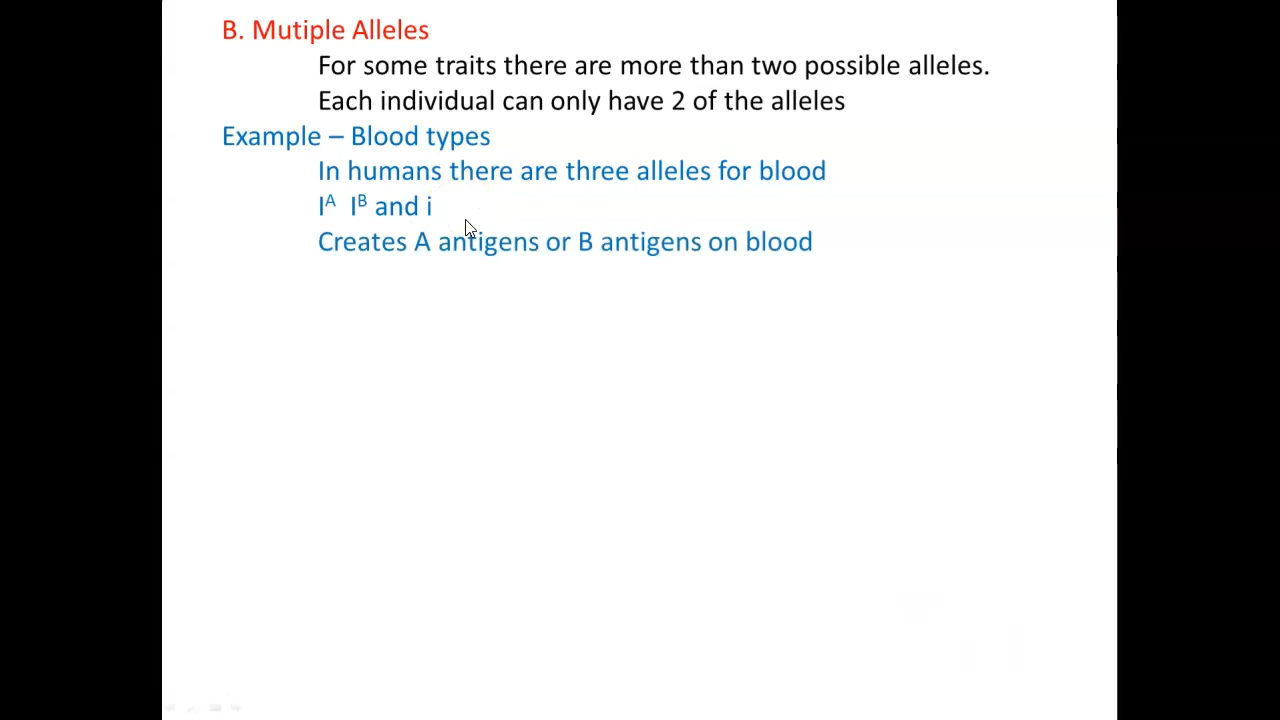 B. Mutiple Alleles
For some traits there are more than two possible alleles.
Each individual can only have 2 of the alleles
Example – Blood types
In humans there are three alleles for blood
Iᴬ Iᴮ and i
Creates A antigens or B antigens on blood